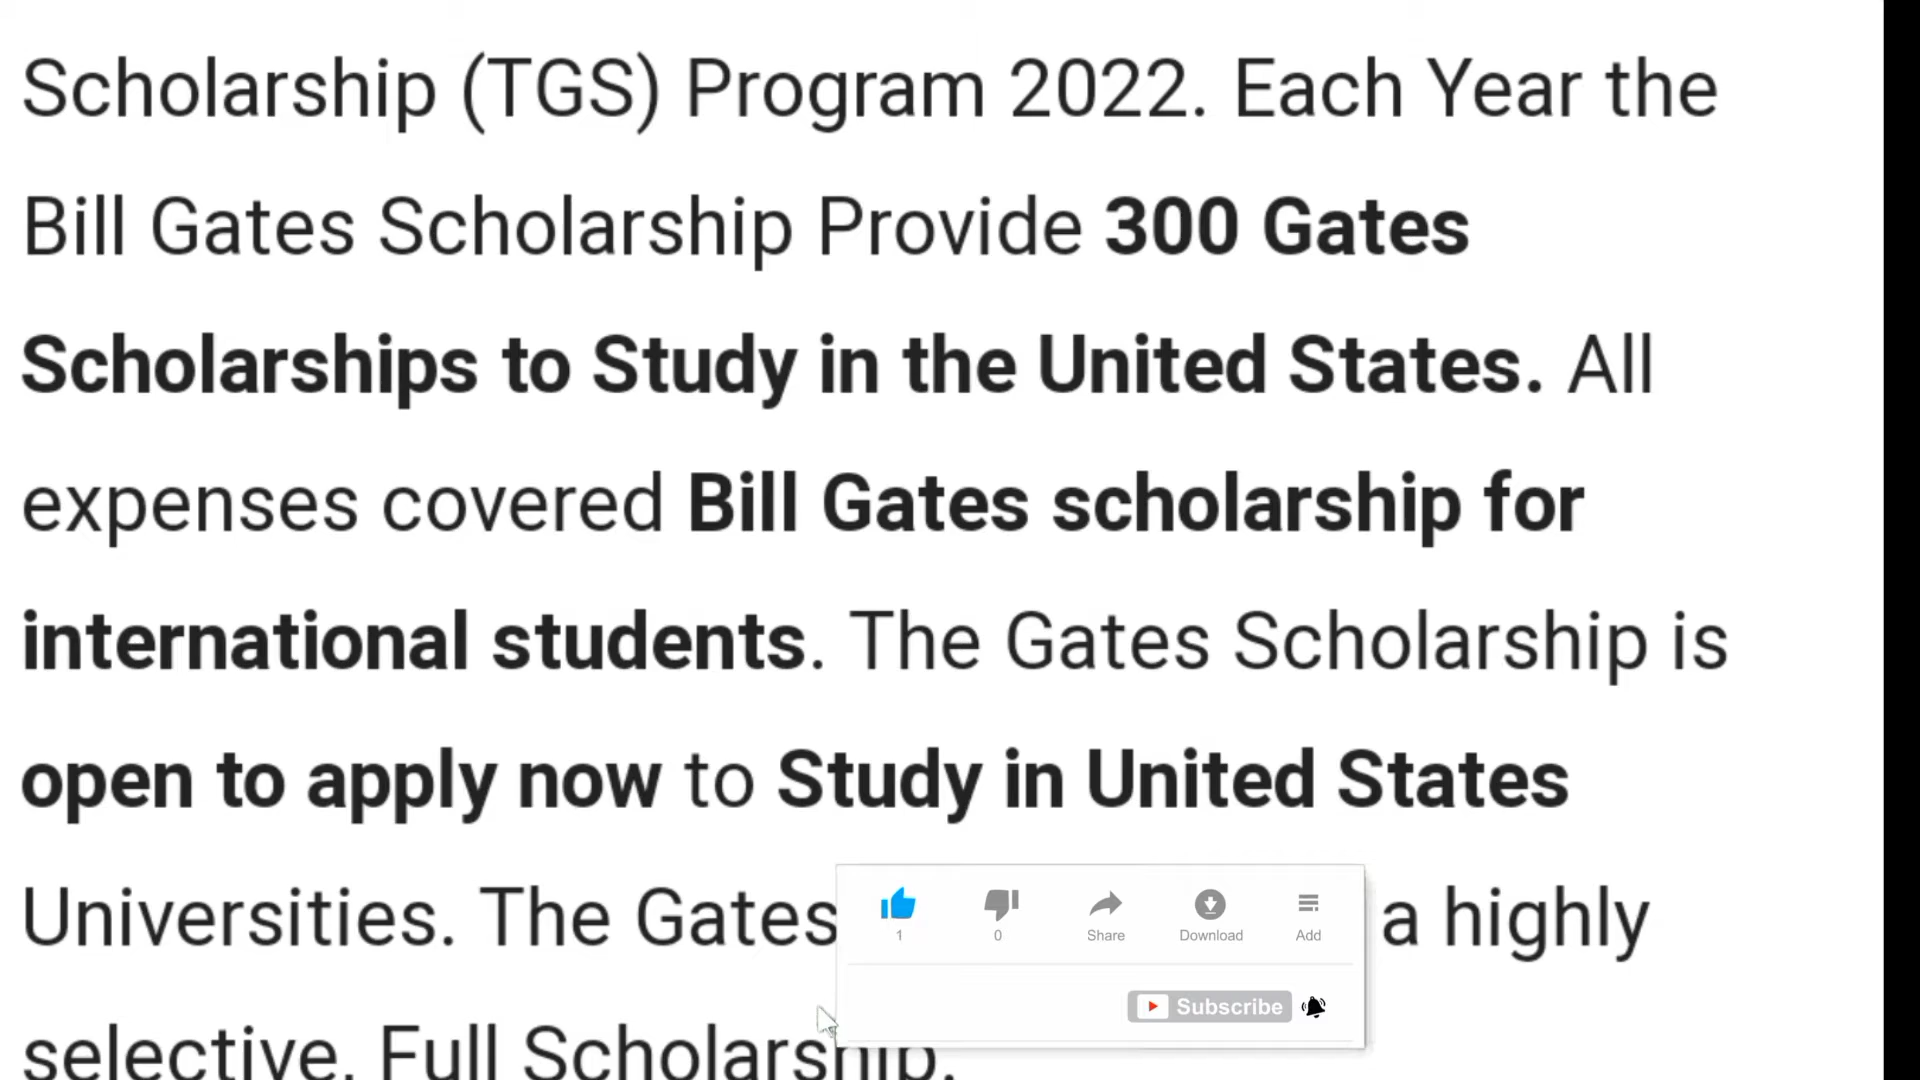 Scholarship (TGS) Program 2022. Each Year the
Bill Gates Scholarship Provide 300 Gates
Scholarships to Study in the United States. All
expenses covered Bill Gates scholarship for
international students. The Gates Scholarship is
open to apply now to Study in United States
Universities. The Gates a highly
selective, Full Scholarship.
1 0 Share Download Add
Subscribe